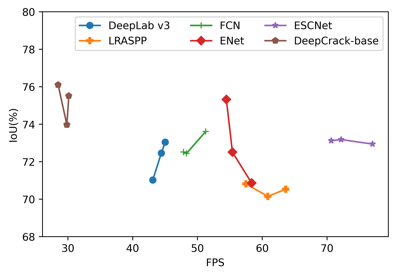 80
78
76
74
72
70
68
IoU(%)
DeepLab v3 FCN ESCNet
LRASPP ENet DeepCrack-base
30 40 50 60 70
FPS